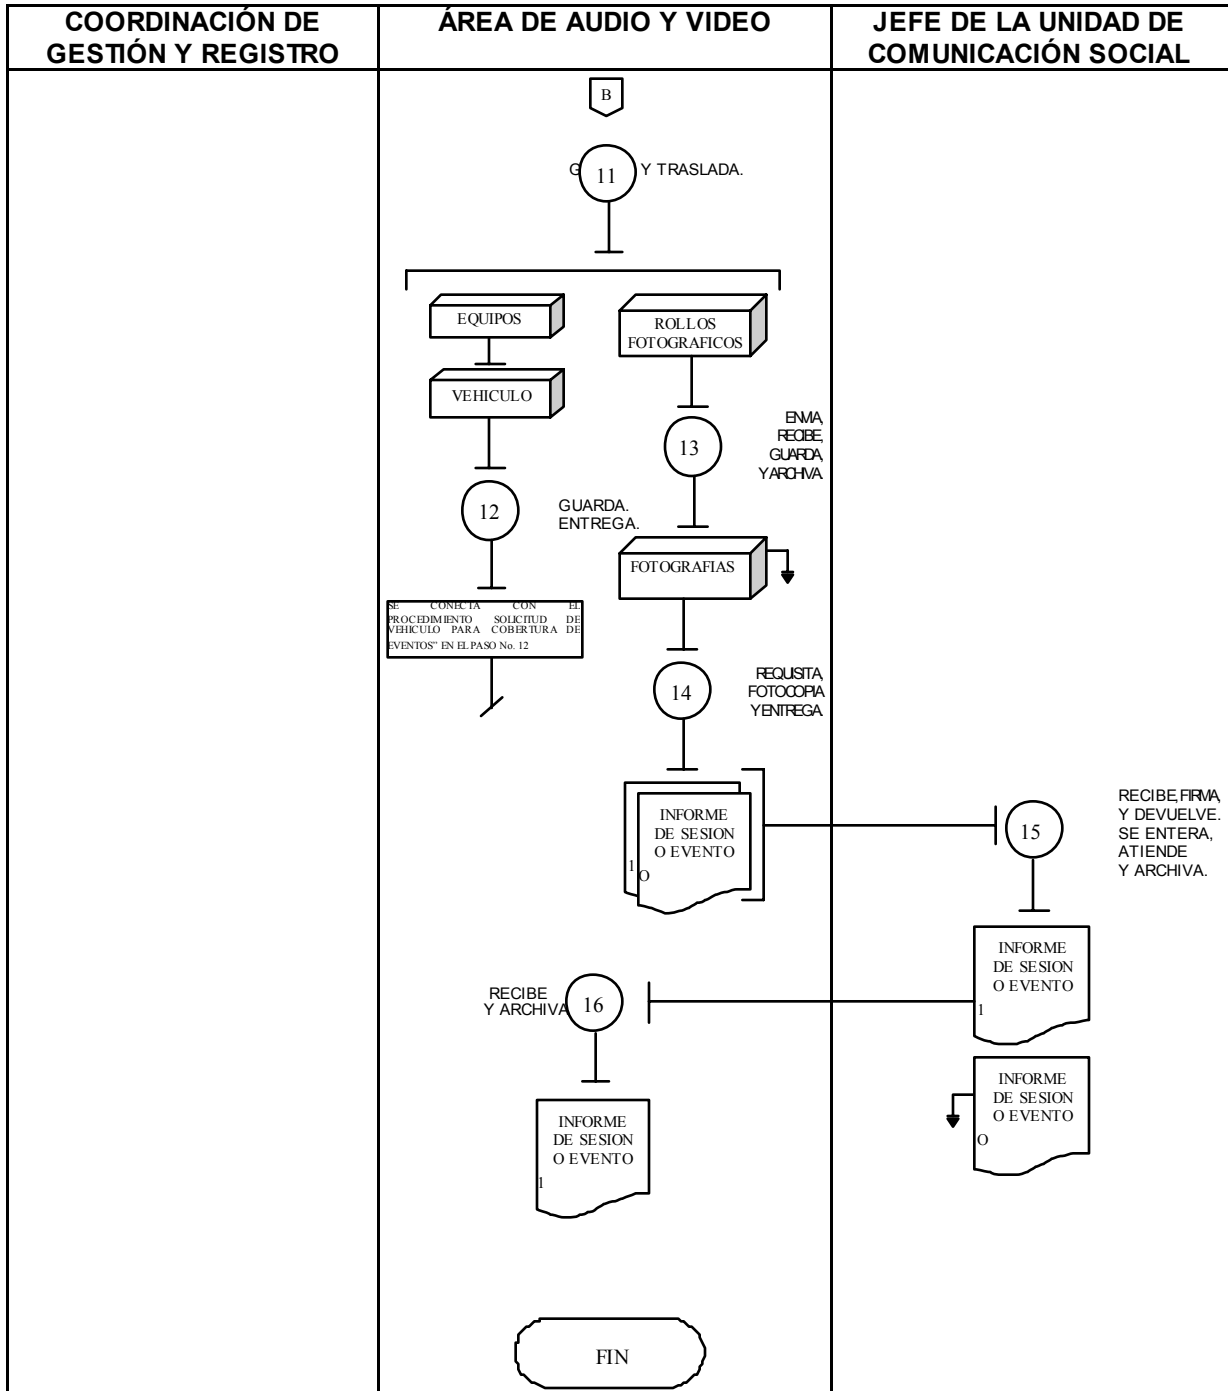 COORDINACIÓN DE
GESTIÓN Y REGISTRO
ÁREA DE AUDIO Y VIDEO
JEFE DE LA UNIDAD DE
COMUNICACIÓN SOCIAL
B
11
Y TRASLADA.
EQUIPOS
VEHICULO
ROLLOS
FOTOGRAFICOS
12
GUARDA.
ENTREGA.
13
ENVIA,
RECIBE,
GUARDA,
Y ARCHIVA.
FOTOGRAFIAS
SE CONECTA CON EL
PROCEDIMIENTO SOLICITUD DE
VEHICULO PARA COBERTURA DE
EVENTOS" EN EL PASO No. 12
14
REQUISITA,
FOTOCOPIA
Y ENTREGA.
INFORME
DE SESION
O EVENTO
1
O
15
RECIBE, FIRMA,
Y DEVUELVE.
SE ENTERA,
ATIENDE
Y ARCHIVA.
INFORME
DE SESION
O EVENTO
1
RECIBE
Y ARCHIVA
16
INFORME
DE SESION
O EVENTO
O
INFORME
DE SESION
O EVENTO
1
FIN